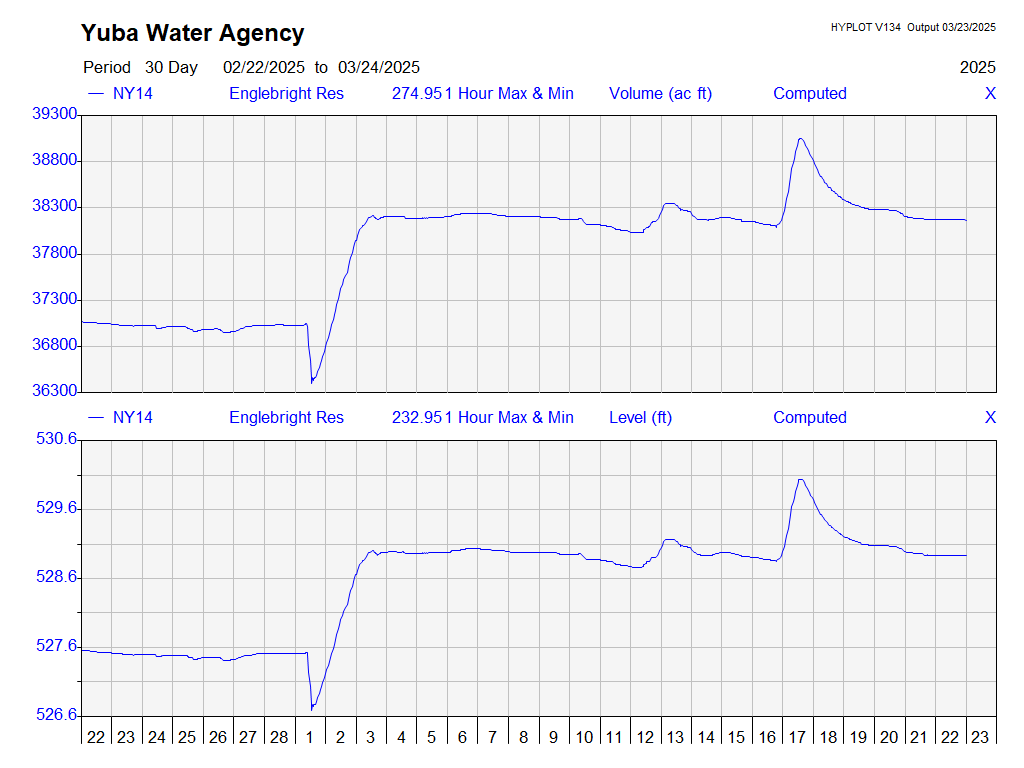 Yuba Water Agency
HYPLOT V134 Output 03/23/2025
Period 30 Day 02/22/2025 to 03/24/2025 2025
NY14 Englebright Res 274.951 Hour Max & Min Volume (ac ft) Computed X
39300
38800
38300
37800
37300
36800
36300
NY14 Englebright Res 232.951 Hour Max & Min Level (ft) Computed X
530.6
529.6
528.6
527.6
526.6
22 23 24 25 26 27 28 1 2 3 4 5 6 7 8 9 10 11 12 13 14 15 16 17 18 19 20 21 22 23